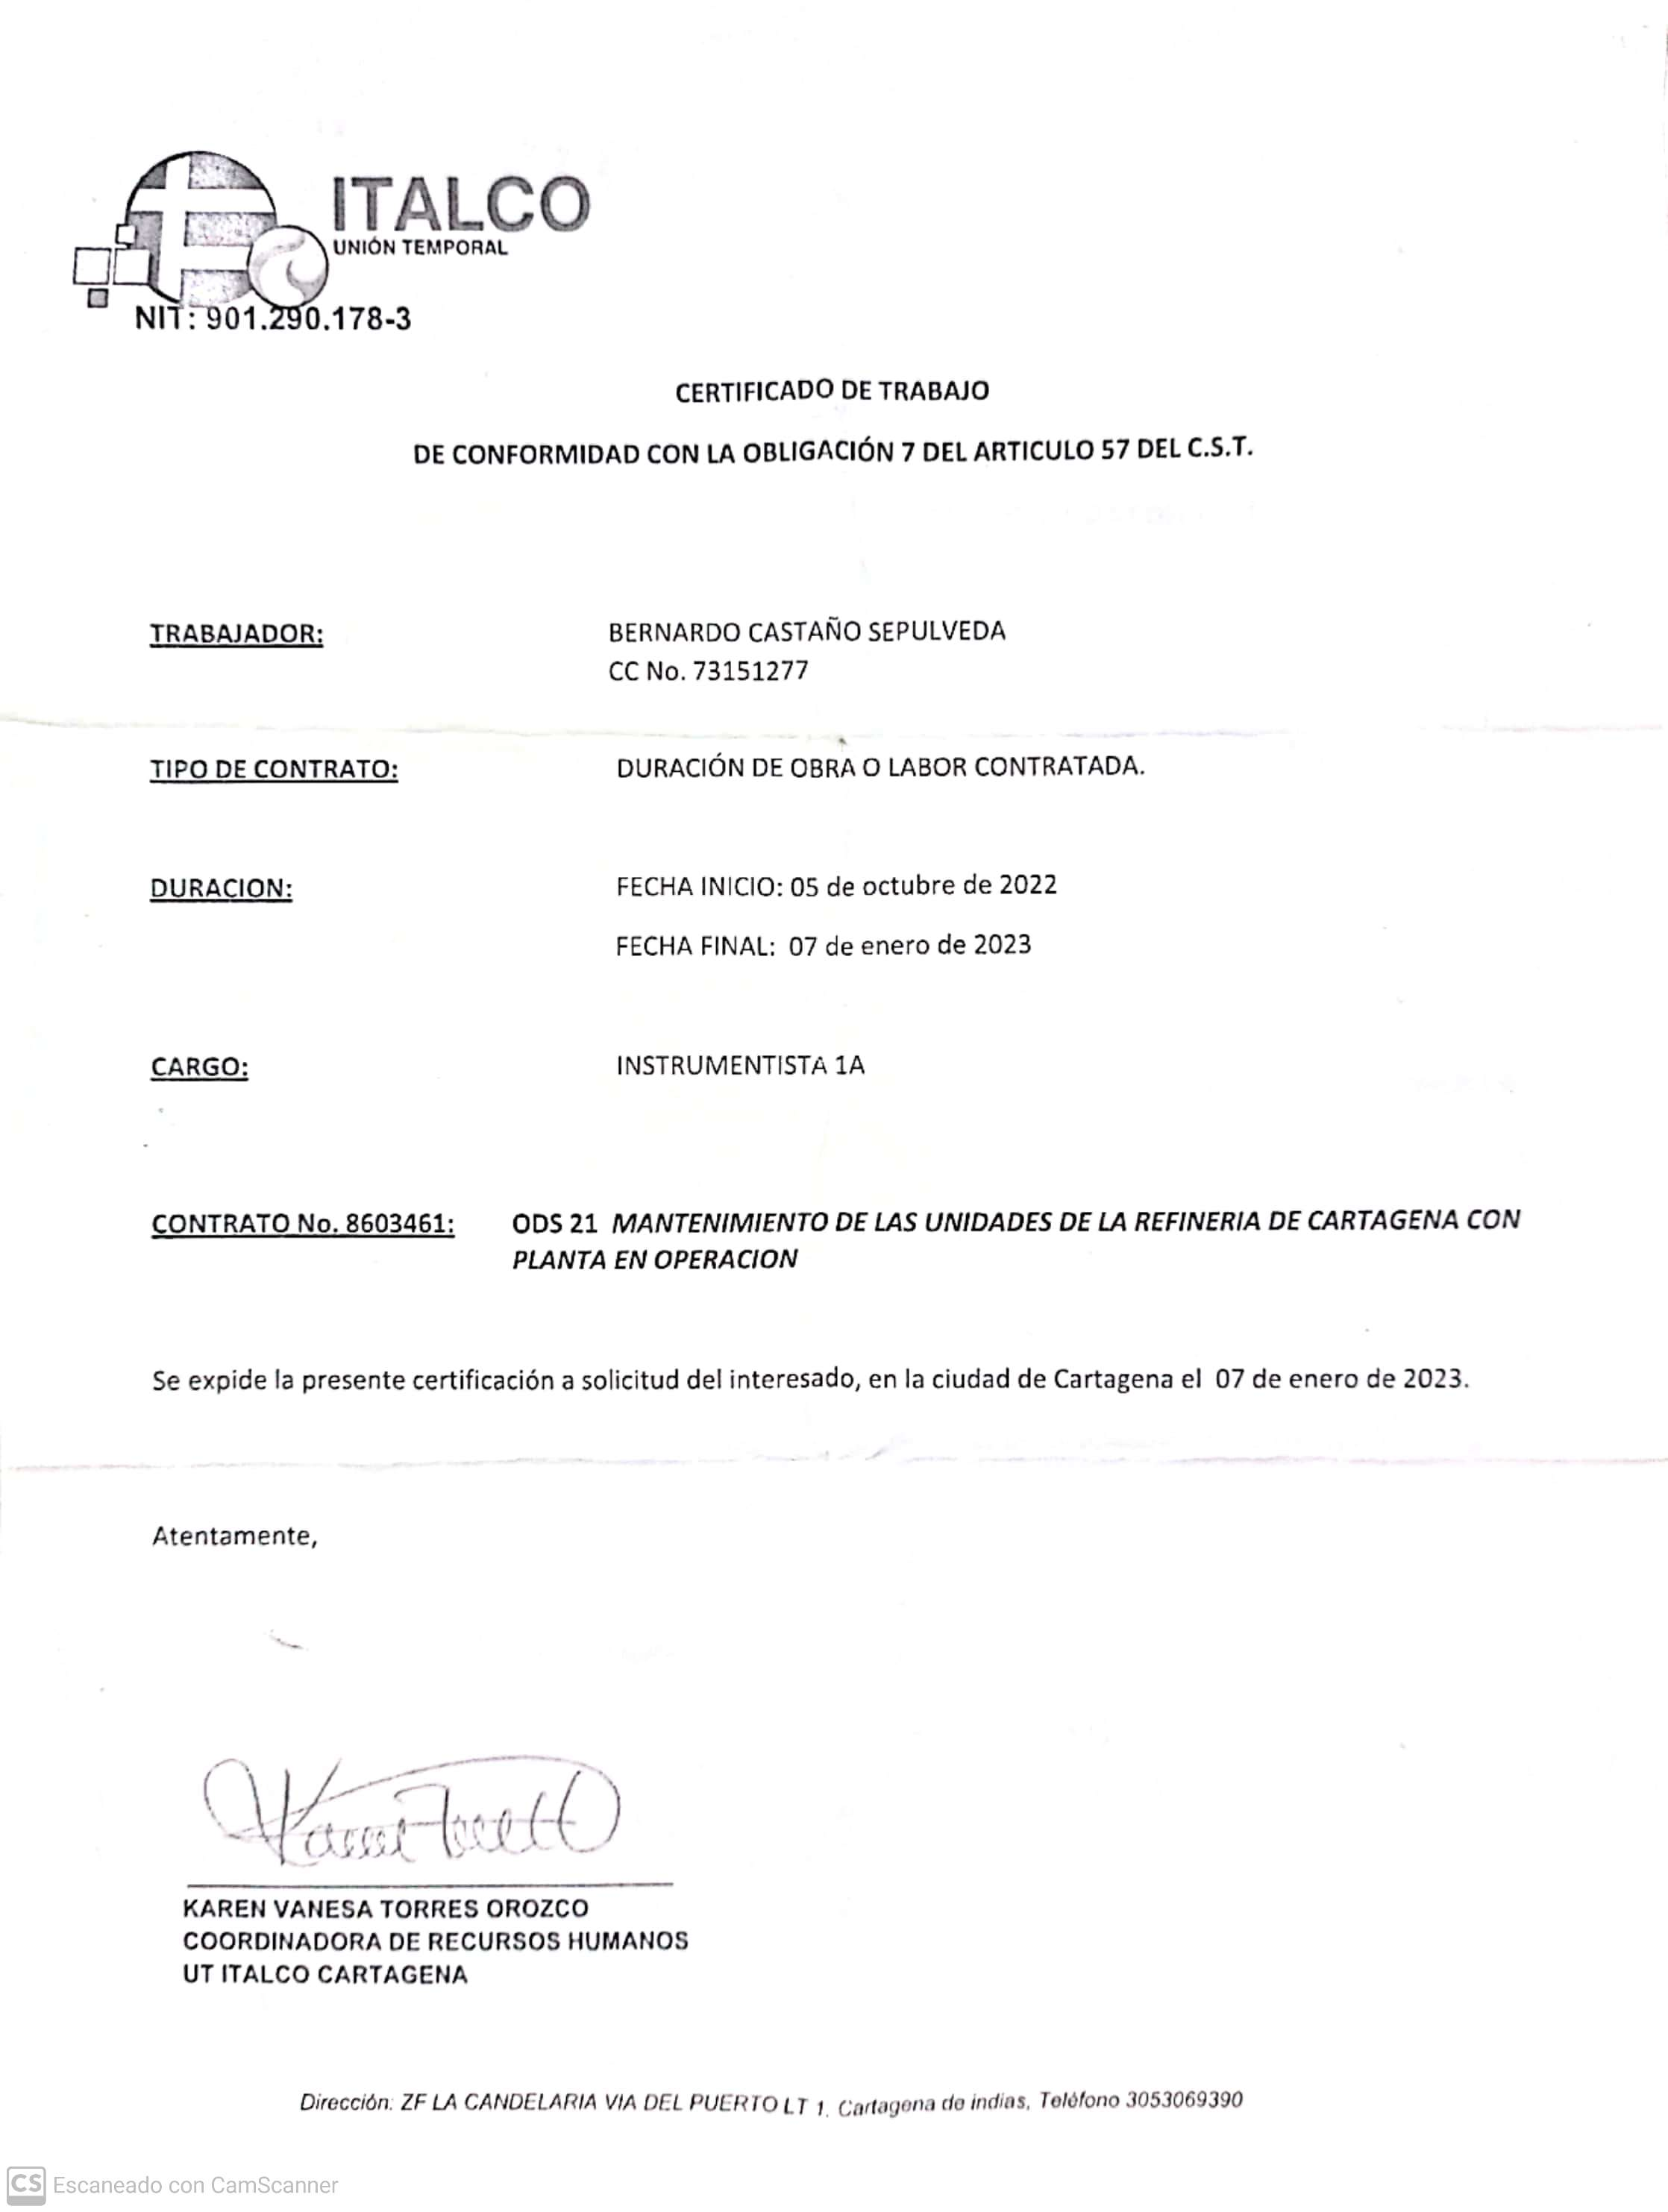 ITALCO
UNIÓN TEMPORAL
NIT: 901.290.178-3
CERTIFICADO DE TRABAJO
DE CONFORMIDAD CON LA OBLIGACIÓN 7 DEL ARTICULO 57 DEL C.S.T.
TRABAJADOR: BERNARDO CASTAÑO SEPULVEDA
CC No. 73151277
TIPO DE CONTRATO: DURACIÓN DE OBRA O LABOR CONTRATADA.
DURACION: FECHA INICIO: 05 de octubre de 2022
FECHA FINAL: 07 de enero de 2023
CARGO: INSTRUMENTISTA 1A
CONTRATO No. 8603461: ODS 21 MANTENIMIENTO DE LAS UNIDADES DE LA REFINERIA DE CARTAGENA CON
PLANTA EN OPERACION
Se expide la presente certificación a solicitud del interesado, en la ciudad de Cartagena el 07 de enero de 2023.
Atentamente,
KAREN VANESA TORRES OROZCO
COORDINADORA DE RECURSOS HUMANOS
UT ITALCO CARTAGENA
Dirección: ZF LA CANDELARIA VIA DEL PUERTO LT 1. Cartagena de indias, Teléfono 3053069390
CS Escaneado con CamScanner